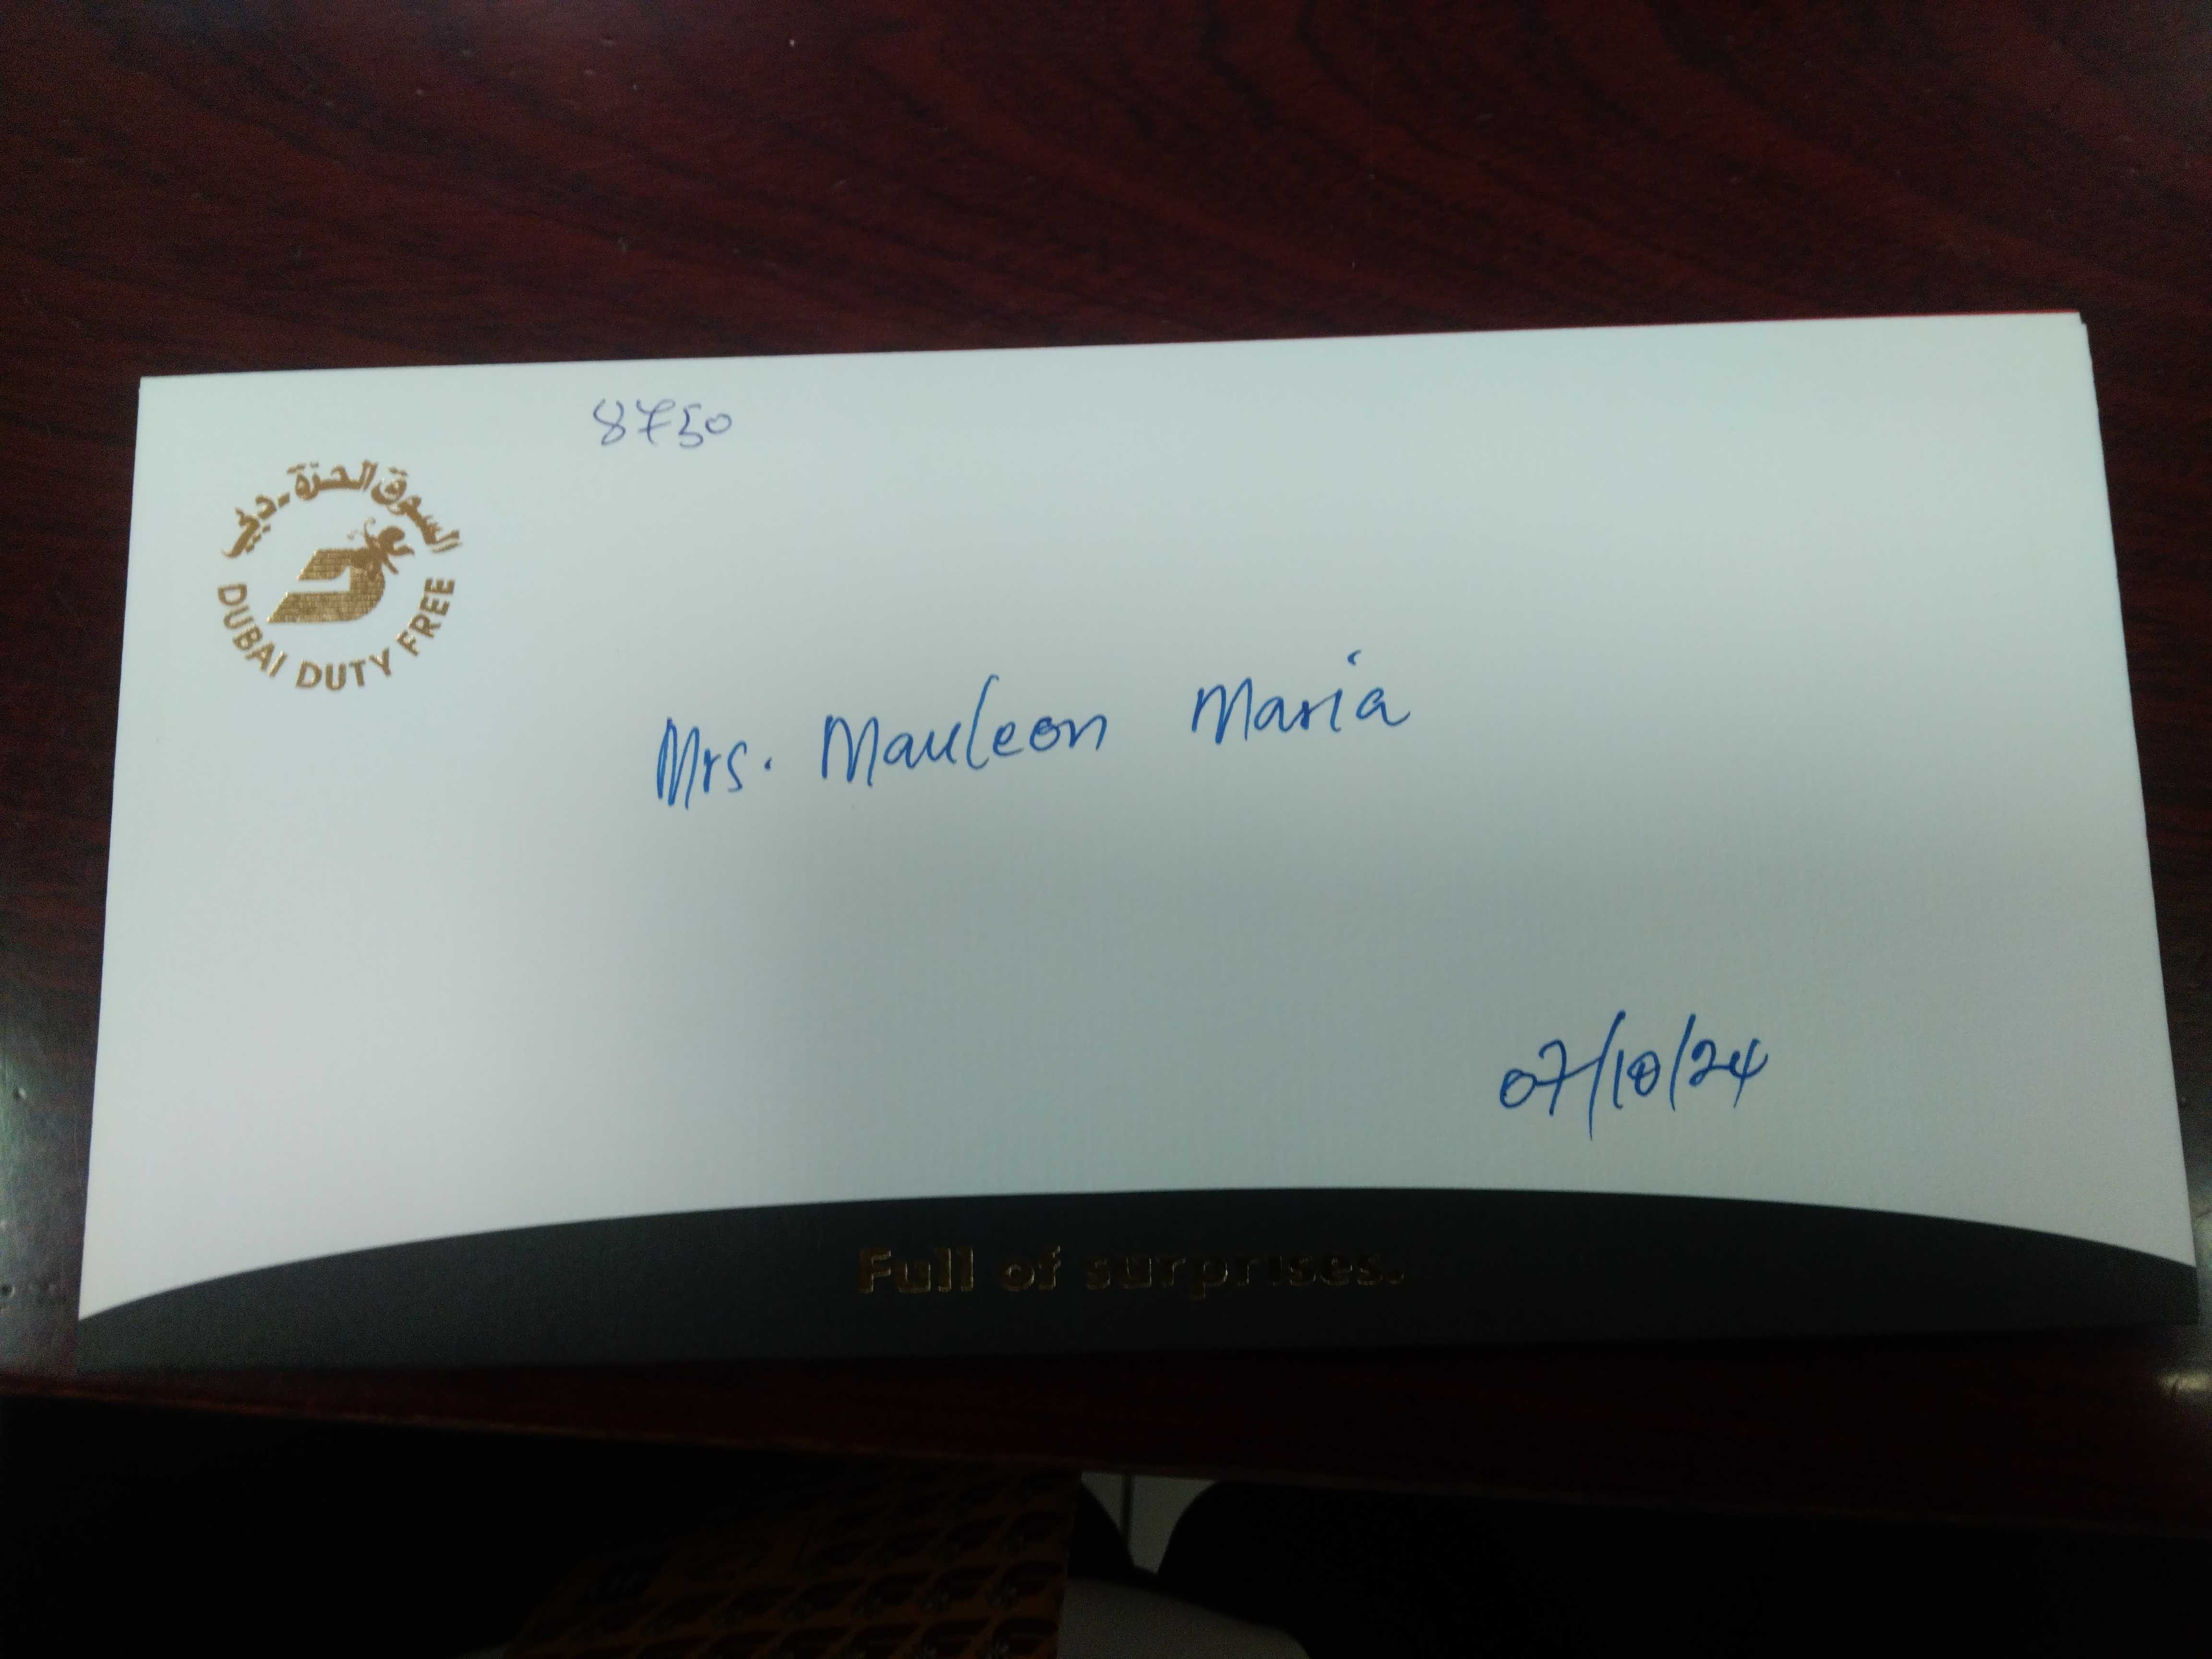 8750
السوق الحرة - دبي
DUBAI DUTY FREE
Mrs. Mauleon Maria
07/10/24
Full of surprises.